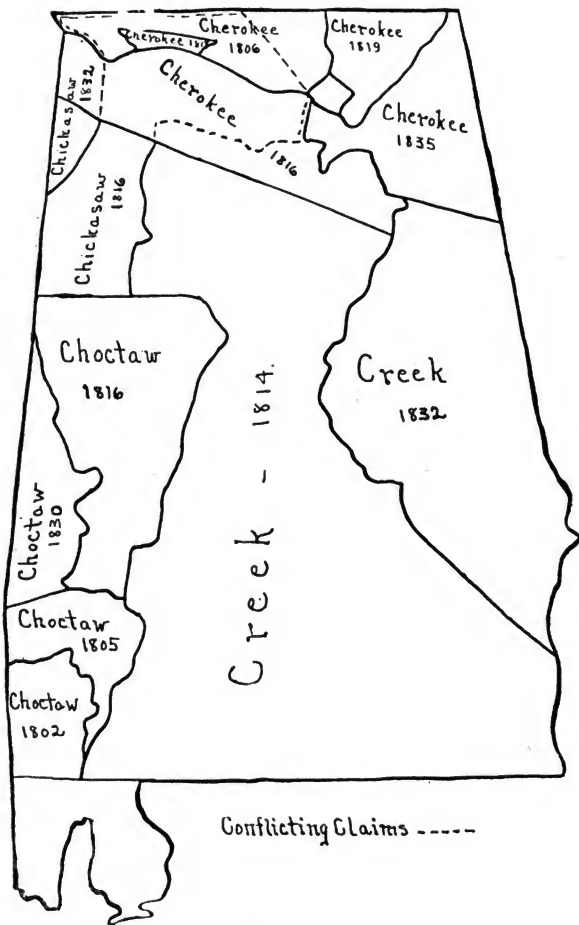 Cherokee
1806
Cherokee
1819
Cherokee
Chickasaw
1832
Cherokee
1816
Cherokee
1835
Chickasaw
1816
Choctaw
1816
Creek - 1814.
Creek
1832
Choctaw
1830
Choctaw
1805
Choctaw
1802
Conflicting Claims -----